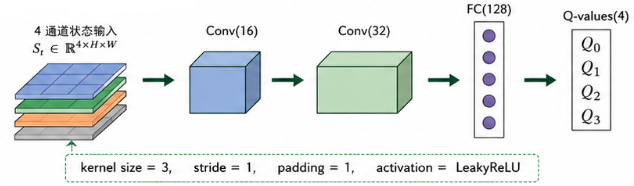 4 通道状态输入
S_t ∈ ℝ^{4×H×W}
Conv(16)
Conv(32)
FC(128)
Q-values(4)
Q_0
Q_1
Q_2
Q_3
kernel size = 3, stride = 1, padding = 1, activation = LeakyReLU